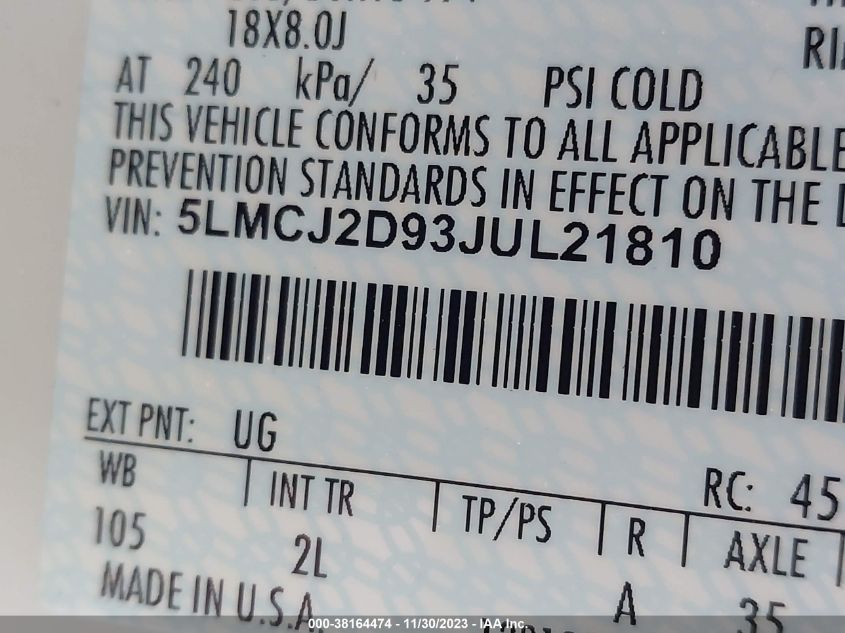 18X8.0J
AT 240 kPa/ 35 PSI COLD
THIS VEHICLE CONFORMS TO ALL APPLICABLE
PREVENTION STANDARDS IN EFFECT ON THE
VIN: 5LMCJ2D93JUL21810
EXT PNT: UG
RC: 45
WB INT TR TP/PS R AXLE
105 2L A 35
MADE IN U.S.A.
000-38164474 - 11/30/2023 - IAA Inc.